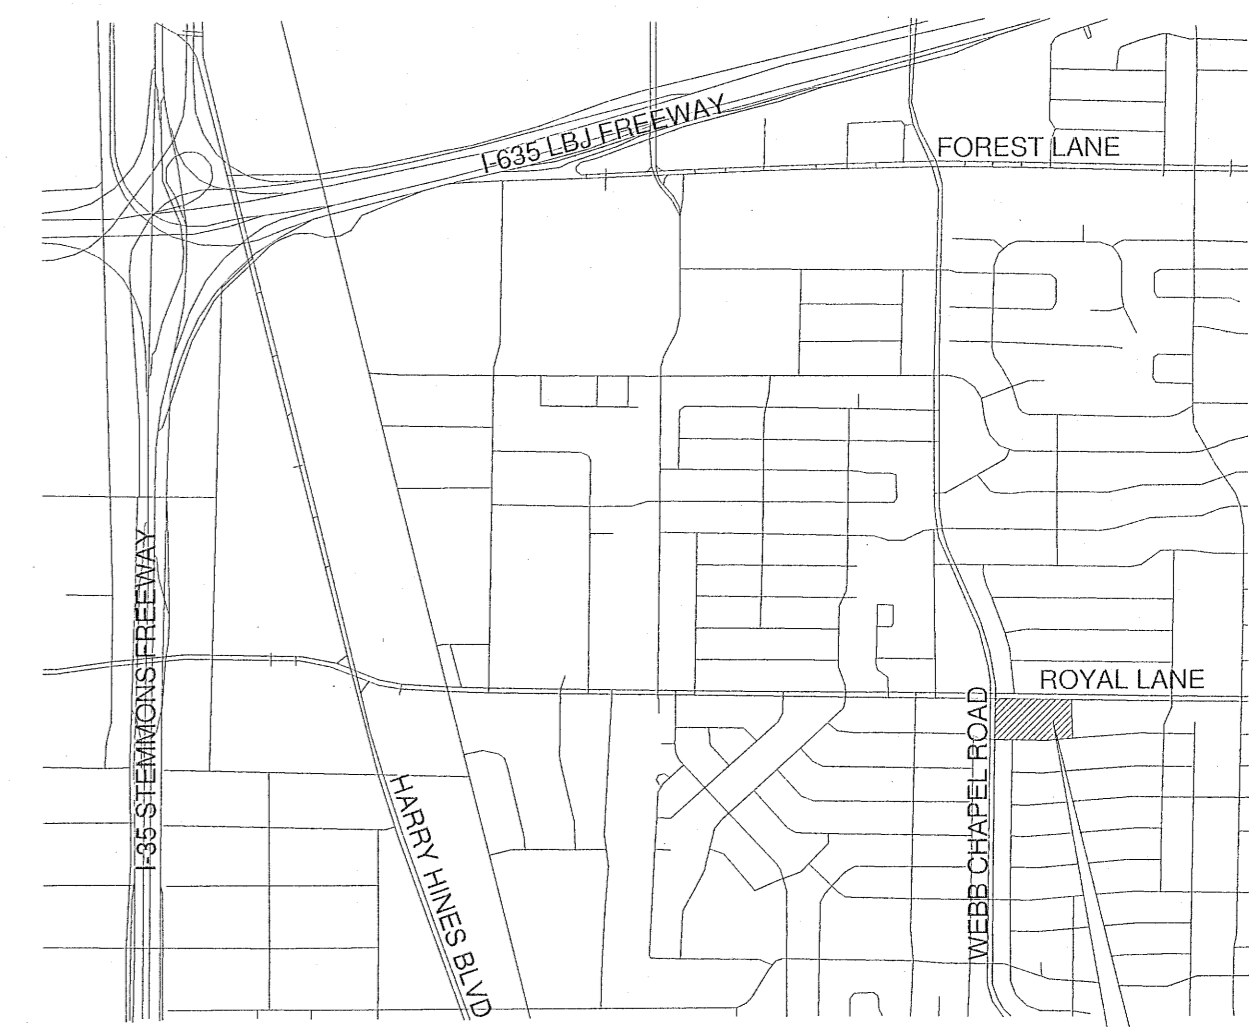 I-635 LBJ FREEWAY
FOREST LANE
I-35 STEMMONS FREEWAY
ROYAL LANE
WEBB CHAPEL ROAD
HARRY HINES BLVD